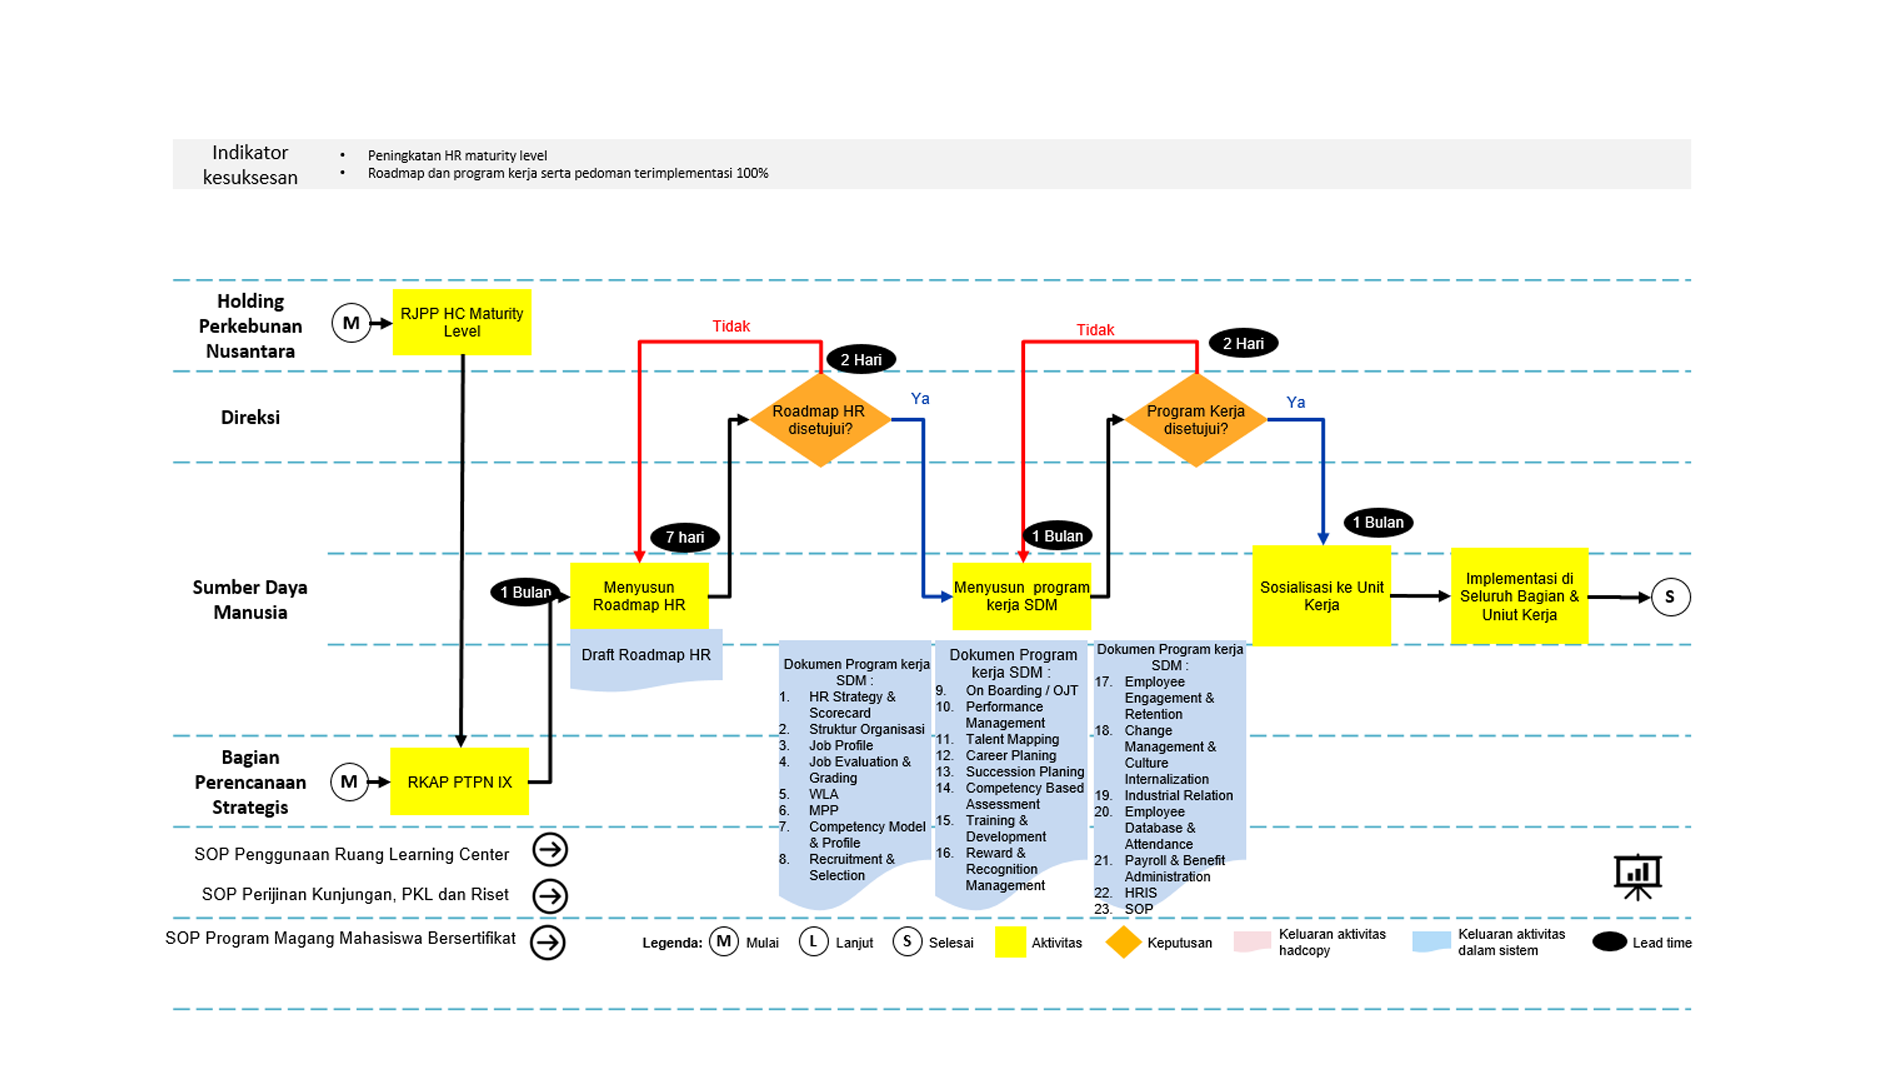 Indikator
kesuksesan
• Peningkatan HR maturity level
• Roadmap dan program kerja serta pedoman terimplementasi 100%
Holding
Perkebunan
Nusantara
M
RJPP HC Maturity
Level
Tidak
2 Hari
Tidak
2 Hari
Direksi
Roadmap HR
disetujui?
Ya
Program Kerja
disetujui?
Ya
Sumber Daya
Manusia
1 Bulan
7 hari
Menyusun
Roadmap HR
Draft Roadmap HR
1 Bulan
Menyusun program
kerja SDM
1 Bulan
Sosialisasi ke Unit
Kerja
Implementasi di
Seluruh Bagian &
Uniut Kerja
S
Dokumen Program kerja
SDM :
1. HR Strategy &
Scorecard
2. Struktur Organisasi
3. Job Profile
4. Job Evaluation &
Grading
5. WLA
6. MPP
7. Competency Model
& Profile
8. Recruitment &
Selection
Dokumen Program
kerja SDM :
9. On Boarding / OJT
10. Performance
Management
11. Talent Mapping
12. Career Planing
13. Succession Planing
14. Competency Based
Assessment
15. Training &
Development
16. Reward &
Recognition
Management
Dokumen Program kerja
SDM :
17. Employee
Engagement &
Retention
18. Change
Management &
Culture
Internalization
19. Industrial Relation
20. Employee
Database &
Attendance
21. Payroll & Benefit
Administration
22. HRIS
23. SOP
Bagian
Perencanaan
Strategis
M
RKAP PTPN IX
SOP Penggunaan Ruang Learning Center
SOP Perijinan Kunjungan, PKL dan Riset
SOP Program Magang Mahasiswa Bersertifikat
Legenda:
M Mulai
L Lanjut
S Selesai
Aktivitas
Keputusan
Keluaran aktivitas
hadcopy
Keluaran aktivitas
dalam sistem
Lead time